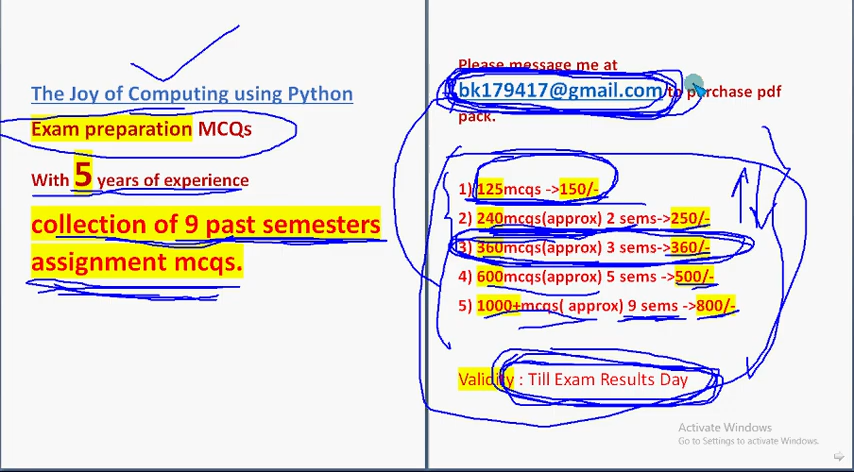 The Joy of Computing using Python
Exam preparation MCQs
With 5 years of experience
collection of 9 past semesters
assignment mcqs.
Please message me at
bk179417@gmail.com to purchase pdf
pack.
1) 125mcqs ->150/-
2) 240mcqs(approx) 2 sems->250/-
3) 360mcqs(approx) 3 sems->360/-
4) 600mcqs(approx) 5 sems->500/-
5) 1000+mcqs( approx) 9 sems ->800/-
Validity : Till Exam Results Day
Activate Windows
Go to Settings to activate Windows.